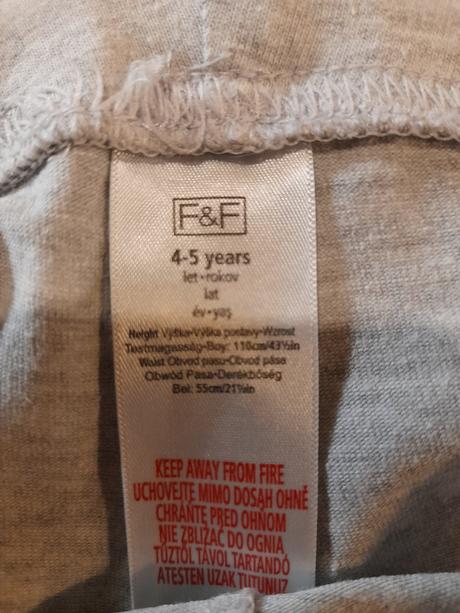 F&F
4-5 years
let•rokov
lat
év•yaş
Height Výška•Výška postavy•Wzrost
Testmagasság•Boy: 110cm/43½in
Waist Obvod pasu•Obvod pása
Obwód Pasa•Derékbőség
Bel: 55cm/21½in
KEEP AWAY FROM FIRE
UCHOVEJTE MIMO DOSAH OHNĚ
CHRÁŇTE PRED OHŇOM
NIE ZBLIŻAĆ DO OGNIA
TŰZTŐL TÁVOL TARTANDÓ
ATEŞTEN UZAK TUTUNUZ